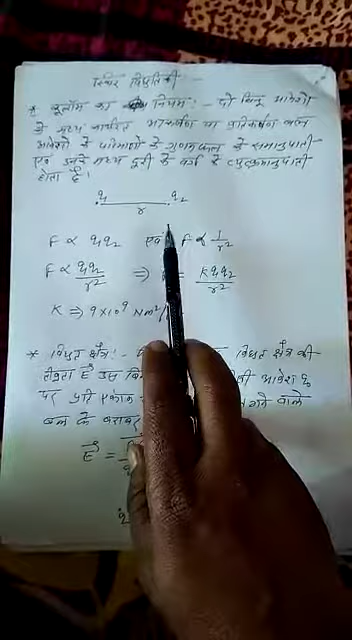 स्थिर विद्युतिकी :-
* कूलॉम का नियम :- दो बिन्दु आवेशो
के मध्य कार्यरत आकर्षण या प्रतिकर्षण बल
आवेशो के परिमाणो के गुणनफल के समानुपाती
एवं उनके मध्य दूरी के वर्ग के व्युत्क्रमानुपाती
होता है।
q₁ q₂
r
F ∝ q₁q₂ एवं F ∝ 1/r²
F ∝ q₁q₂/r² ⇒ = Kq₁q₂/r²
K ⇒ 9×10⁹ Nm²/
* विद्युत क्षेत्र :- विद्युत क्षेत्र की
तीव्रता E उस आवेश के
पर प्रति एकांक वाले
बल के बराबर
E =